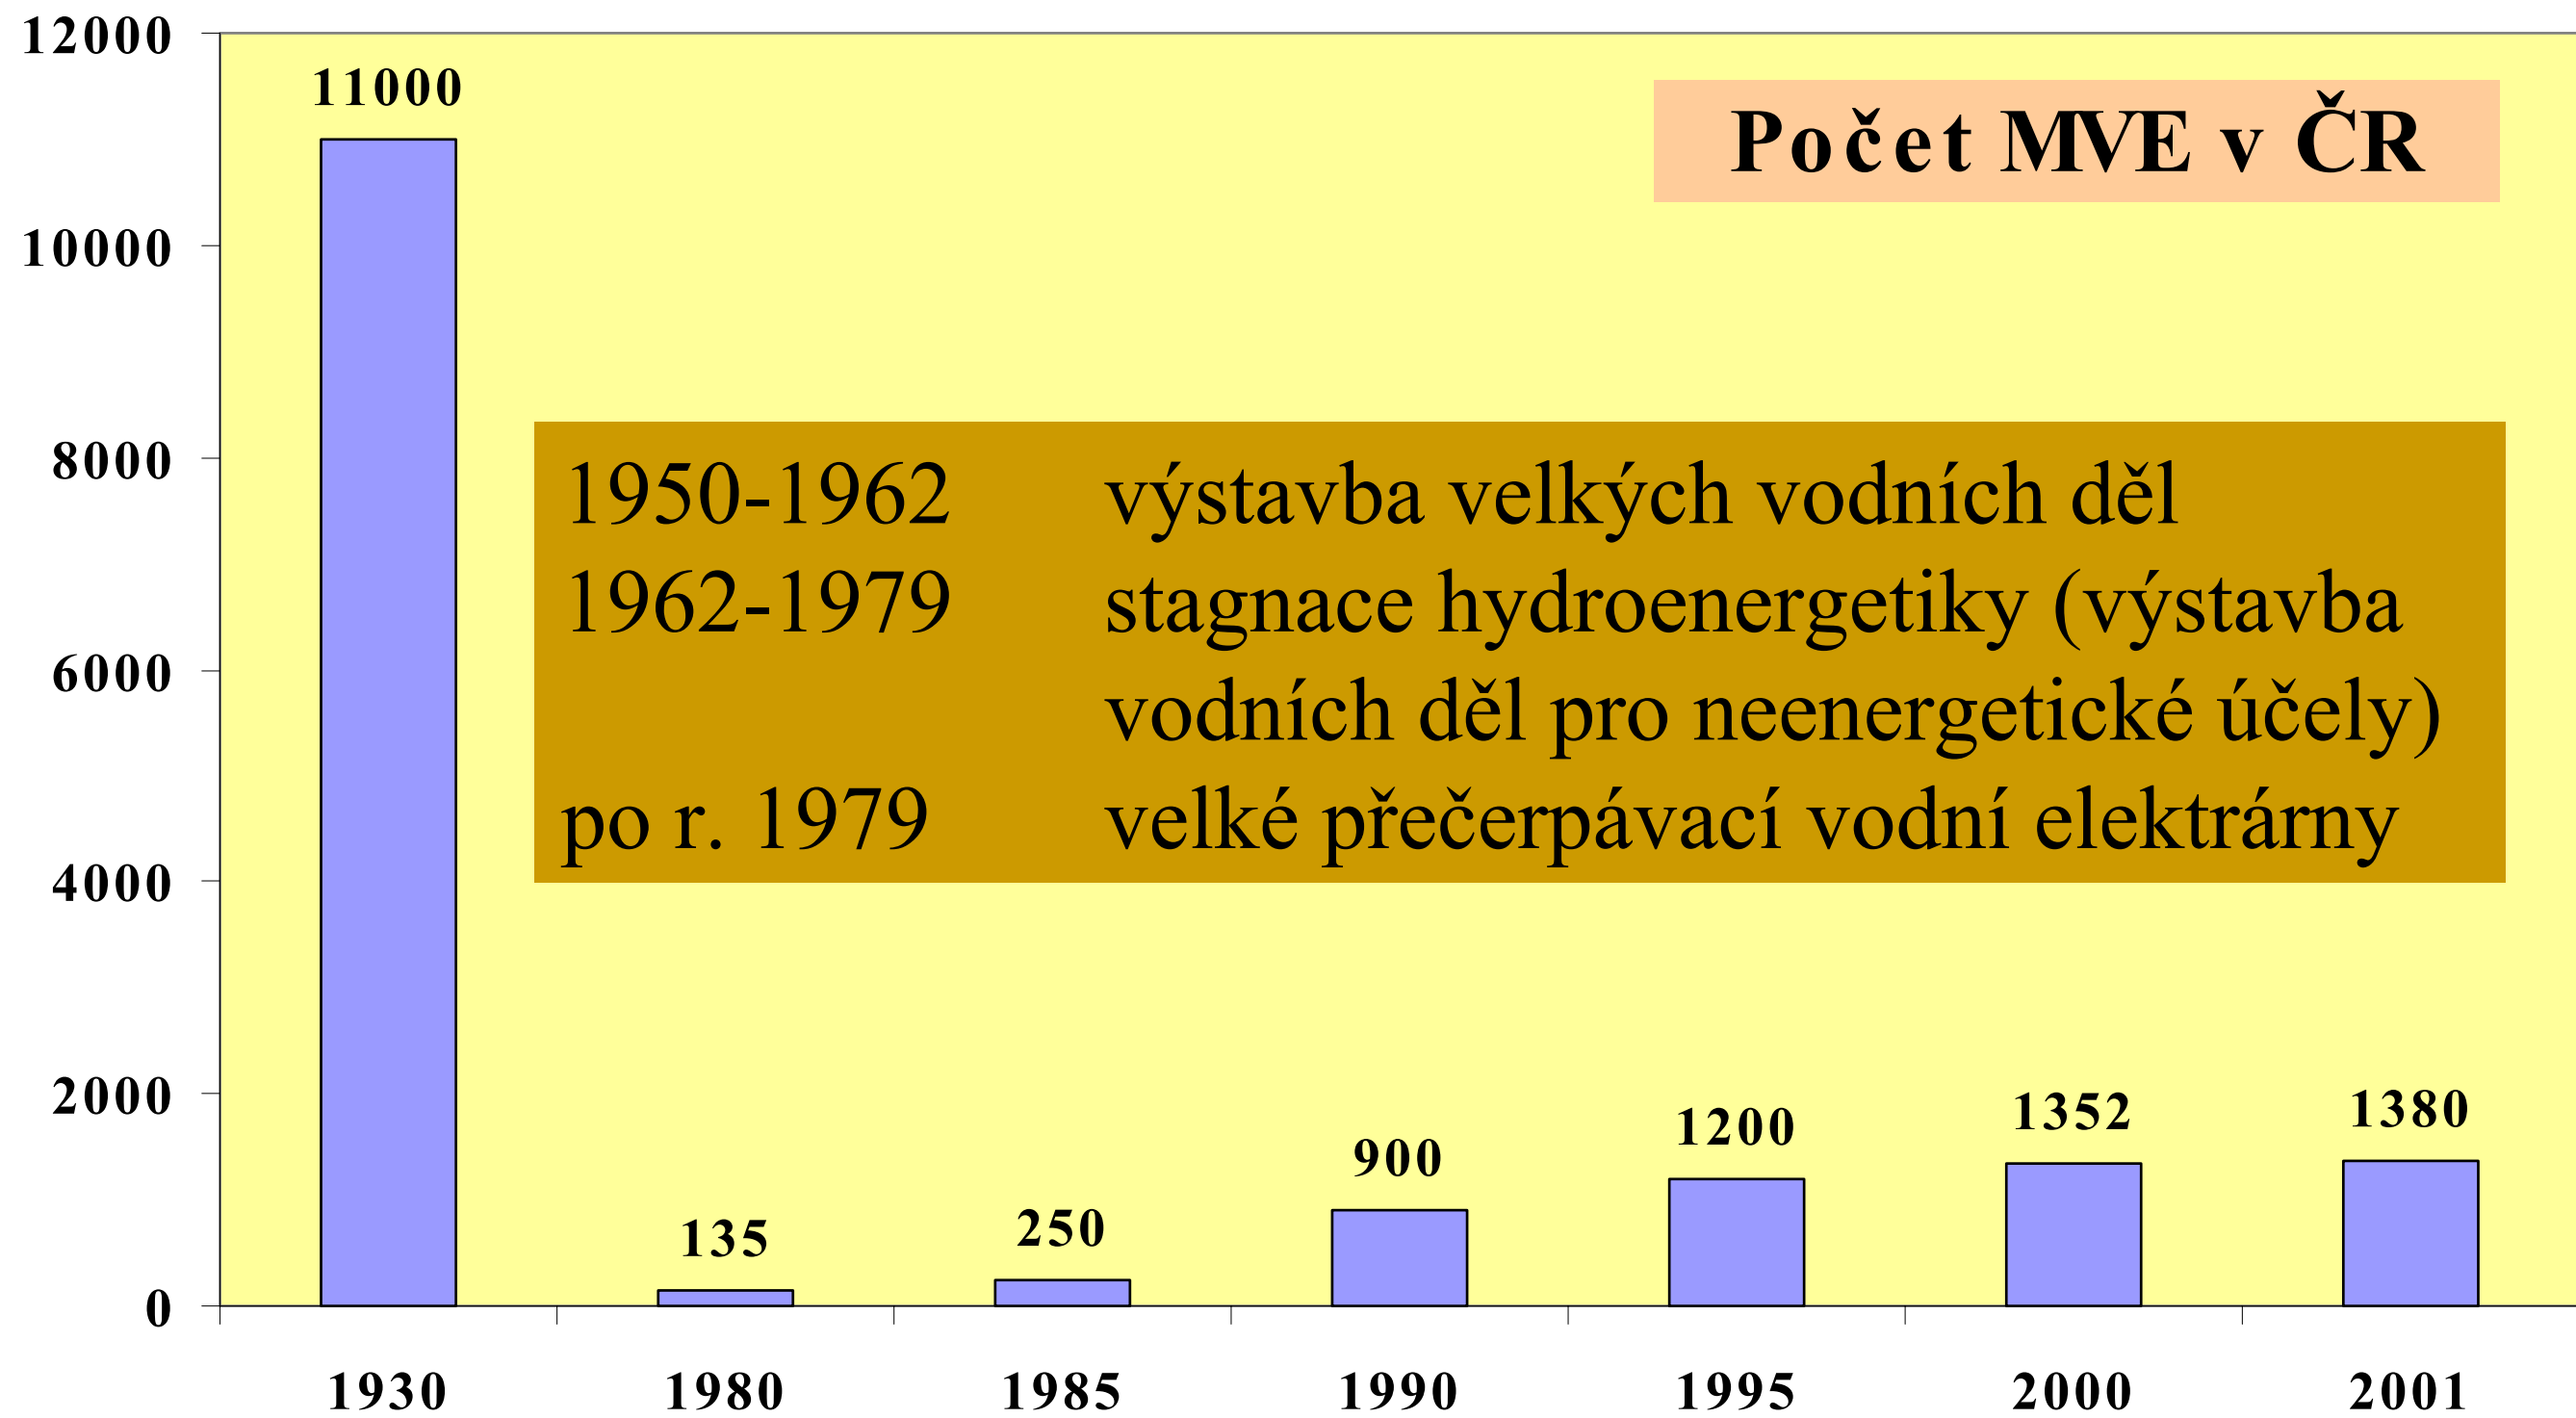 12000
11000
Počet MVE v ČR
10000
8000
1950-1962 výstavba velkých vodních děl
1962-1979 stagnace hydroenergetiky (výstavba
vodních děl pro neenergetické účely)
po r. 1979 velké přečerpávací vodní elektrárny
6000
4000
2000
0
135
250
900
1200
1352
1380
1930 1980 1985 1990 1995 2000 2001